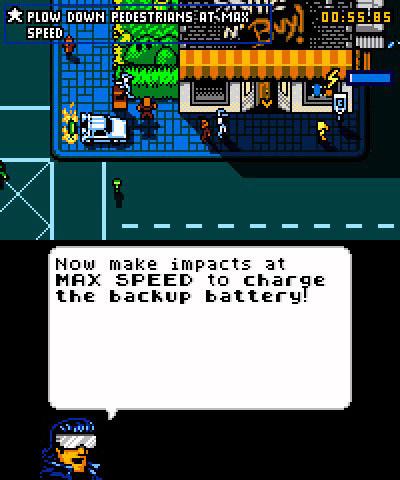 PLOW DOWN PEDESTRIANS AT MAX
SPEED
00:55:85
Buy!
N'
Now make impacts at
MAX SPEED to charge
the backup battery!